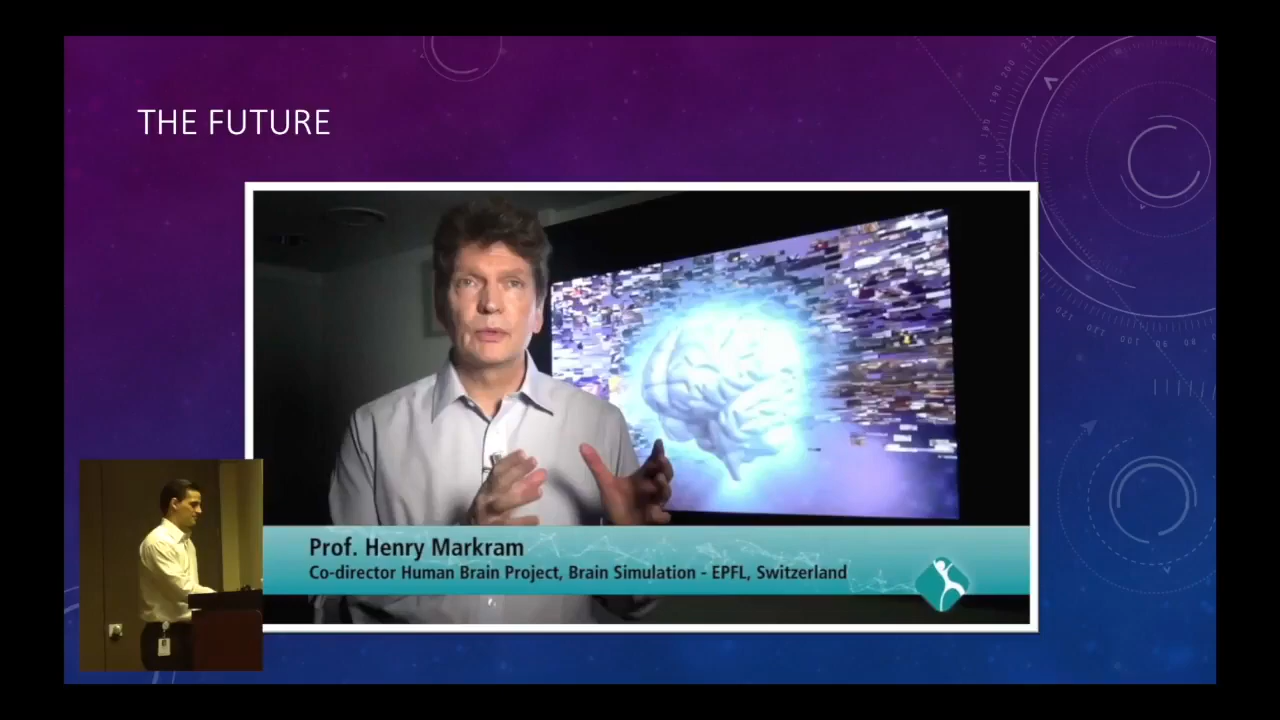 THE FUTURE
Prof. Henry Markram
Co-director Human Brain Project, Brain Simulation - EPFL, Switzerland